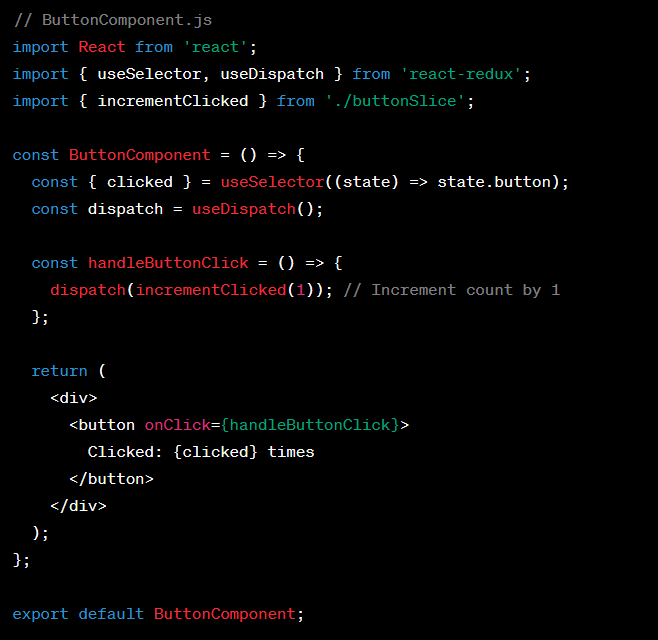 // ButtonComponent.js
import React from 'react';
import { useSelector, useDispatch } from 'react-redux';
import { incrementClicked } from './buttonSlice';

const ButtonComponent = () => {
  const { clicked } = useSelector((state) => state.button);
  const dispatch = useDispatch();

  const handleButtonClick = () => {
    dispatch(incrementClicked(1)); // Increment count by 1
  };

  return (
    <div>
      <button onClick={handleButtonClick}>
        Clicked: {clicked} times
      </button>
    </div>
  );
};

export default ButtonComponent;